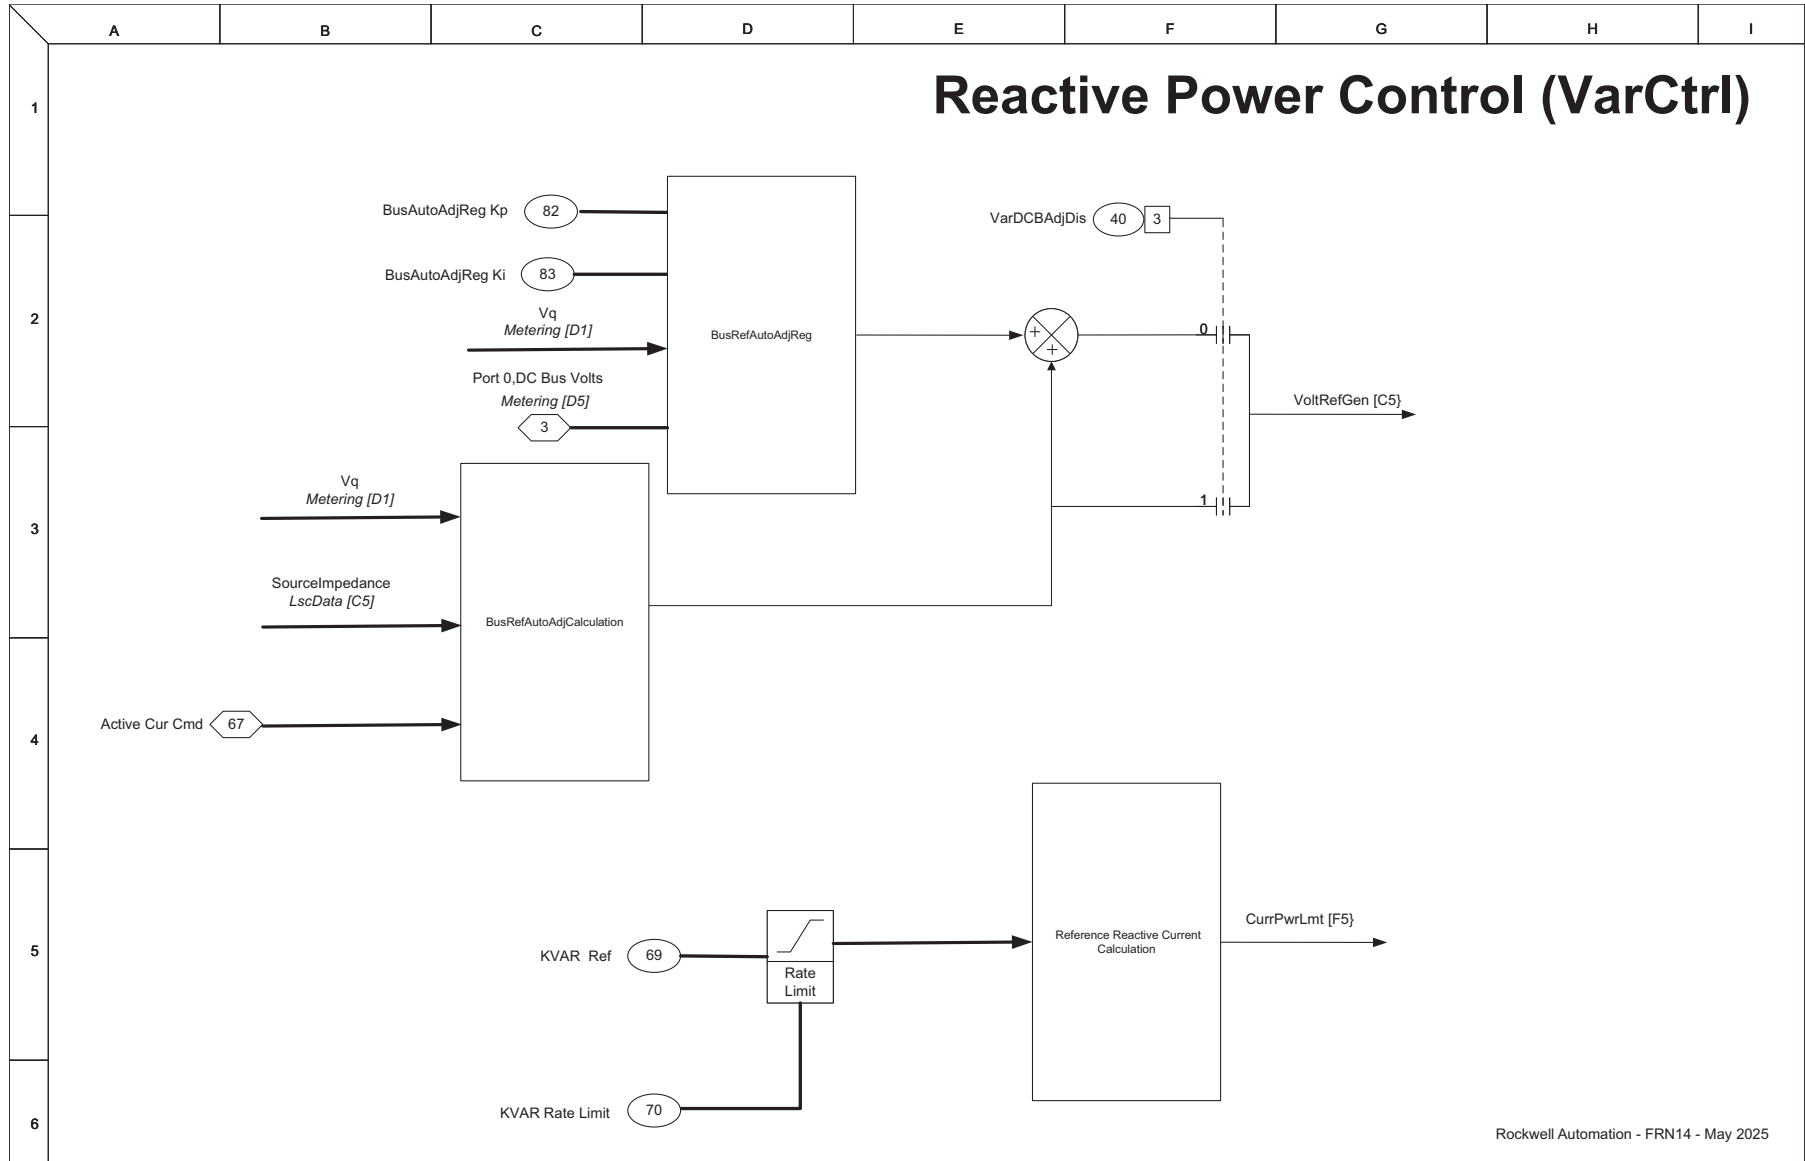 A B C D E F G H I
Reactive Power Control (VarCtrl)
1
BusAutoAdjReg Kp 82
VarDCBAdjDis 40 3
BusAutoAdjReg Ki 83
2
Vq
Metering [D1]
BusRefAutoAdjReg
+
+
0
Port 0,DC Bus Volts
Metering [D5]
3
VoltRefGen [C5}
Vq
Metering [D1]
1
3
SourceImpedance
LscData [C5]
BusRefAutoAdjCalculation
Active Cur Cmd 67
4
KVAR Ref 69
Rate
Limit
Reference Reactive Current
Calculation
CurrPwrLmt [F5}
5
KVAR Rate Limit 70
6
Rockwell Automation - FRN14 - May 2025